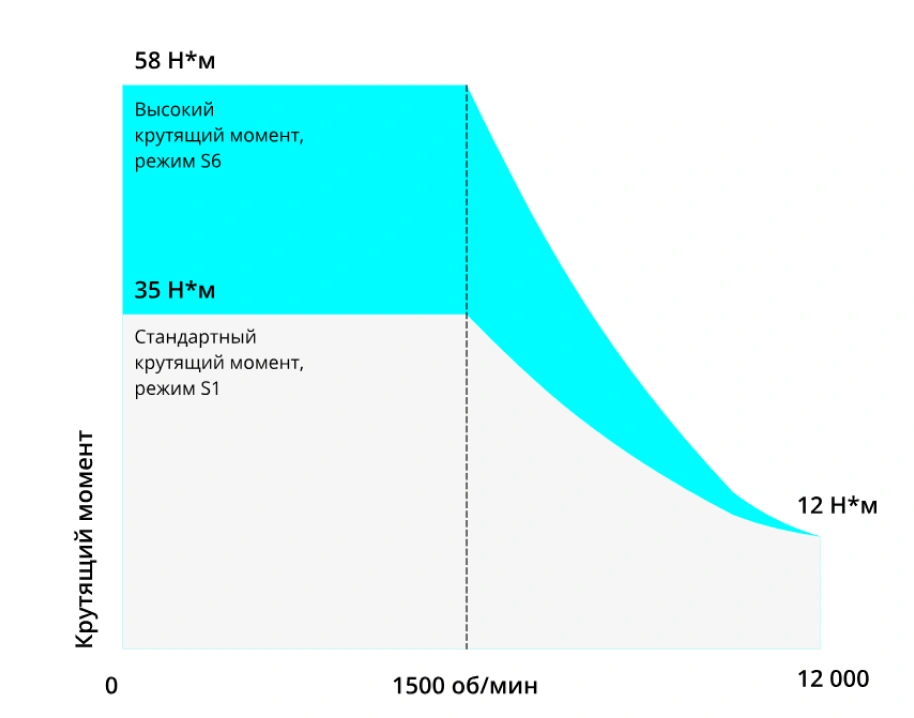 58 Н*м
Высокий
крутящий момент,
режим S6
35 Н*м
Стандартный
крутящий момент,
режим S1
Крутящий момент
12 Н*м
0
1500 об/мин
12 000